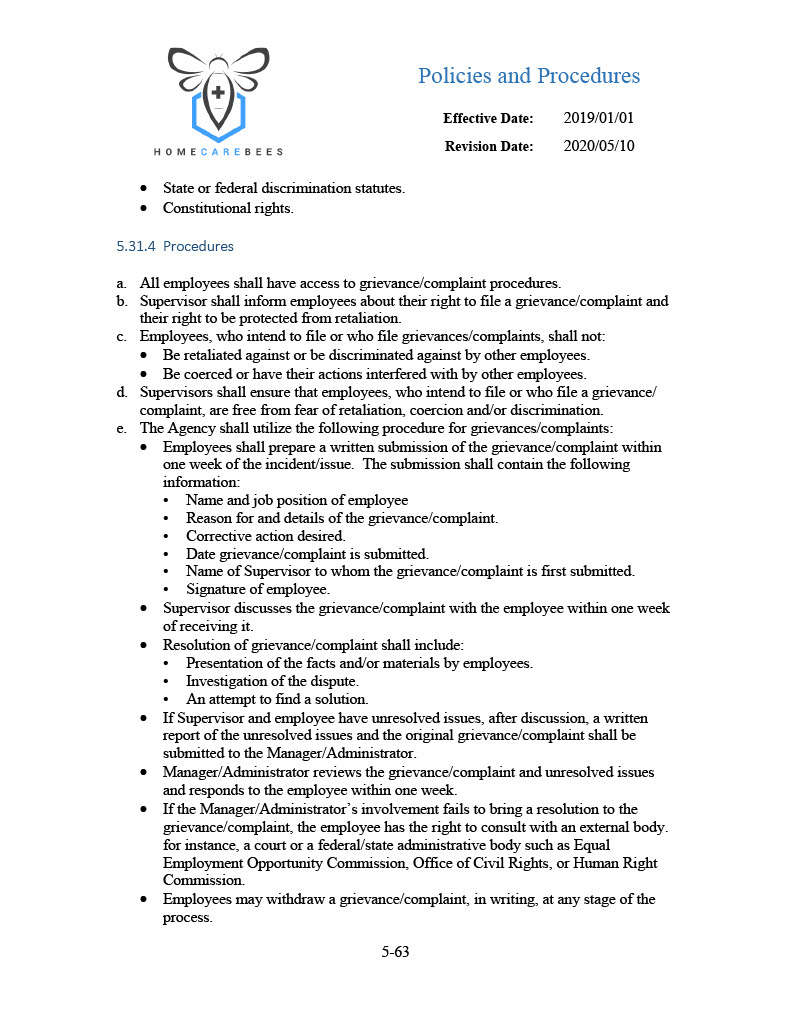 HOMECAREBEES
Policies and Procedures
Effective Date: 2019/01/01
Revision Date: 2020/05/10
• State or federal discrimination statutes.
• Constitutional rights.
5.31.4 Procedures
a. All employees shall have access to grievance/complaint procedures.
b. Supervisor shall inform employees about their right to file a grievance/complaint and
their right to be protected from retaliation.
c. Employees, who intend to file or who file grievances/complaints, shall not:
• Be retaliated against or be discriminated against by other employees.
• Be coerced or have their actions interfered with by other employees.
d. Supervisors shall ensure that employees, who intend to file or who file a grievance/
complaint, are free from fear of retaliation, coercion and/or discrimination.
e. The Agency shall utilize the following procedure for grievances/complaints:
• Employees shall prepare a written submission of the grievance/complaint within
one week of the incident/issue. The submission shall contain the following
information:
• Name and job position of employee
• Reason for and details of the grievance/complaint.
• Corrective action desired.
• Date grievance/complaint is submitted.
• Name of Supervisor to whom the grievance/complaint is first submitted.
• Signature of employee.
• Supervisor discusses the grievance/complaint with the employee within one week
of receiving it.
• Resolution of grievance/complaint shall include:
• Presentation of the facts and/or materials by employees.
• Investigation of the dispute.
• An attempt to find a solution.
• If Supervisor and employee have unresolved issues, after discussion, a written
report of the unresolved issues and the original grievance/complaint shall be
submitted to the Manager/Administrator.
• Manager/Administrator reviews the grievance/complaint and unresolved issues
and responds to the employee within one week.
• If the Manager/Administrator’s involvement fails to bring a resolution to the
grievance/complaint, the employee has the right to consult with an external body.
for instance, a court or a federal/state administrative body such as Equal
Employment Opportunity Commission, Office of Civil Rights, or Human Right
Commission.
• Employees may withdraw a grievance/complaint, in writing, at any stage of the
process.
5-63